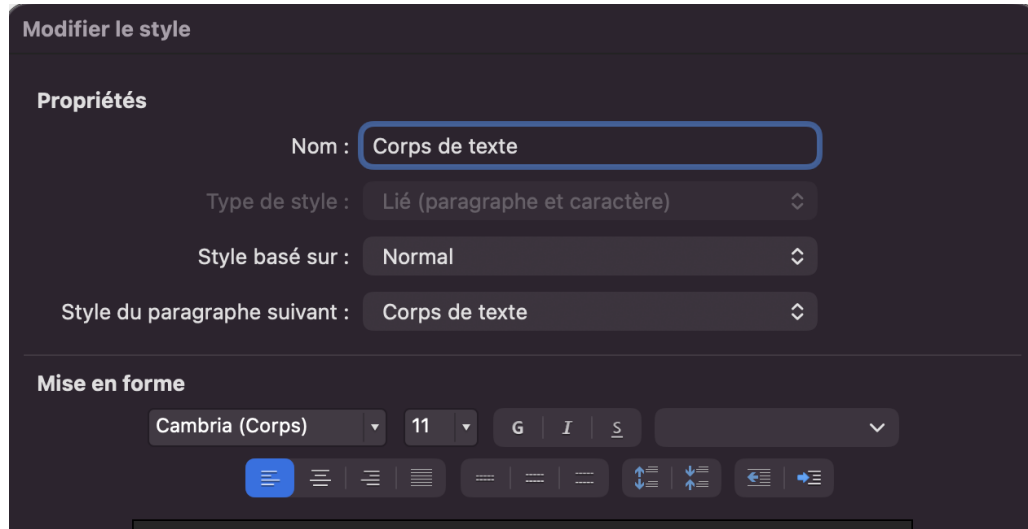 Modifier le style
Propriétés
Nom : Corps de texte
Type de style : Lié (paragraphe et caractère)
Style basé sur : Normal
Style du paragraphe suivant : Corps de texte
Mise en forme
Cambria (Corps) 11 G I S